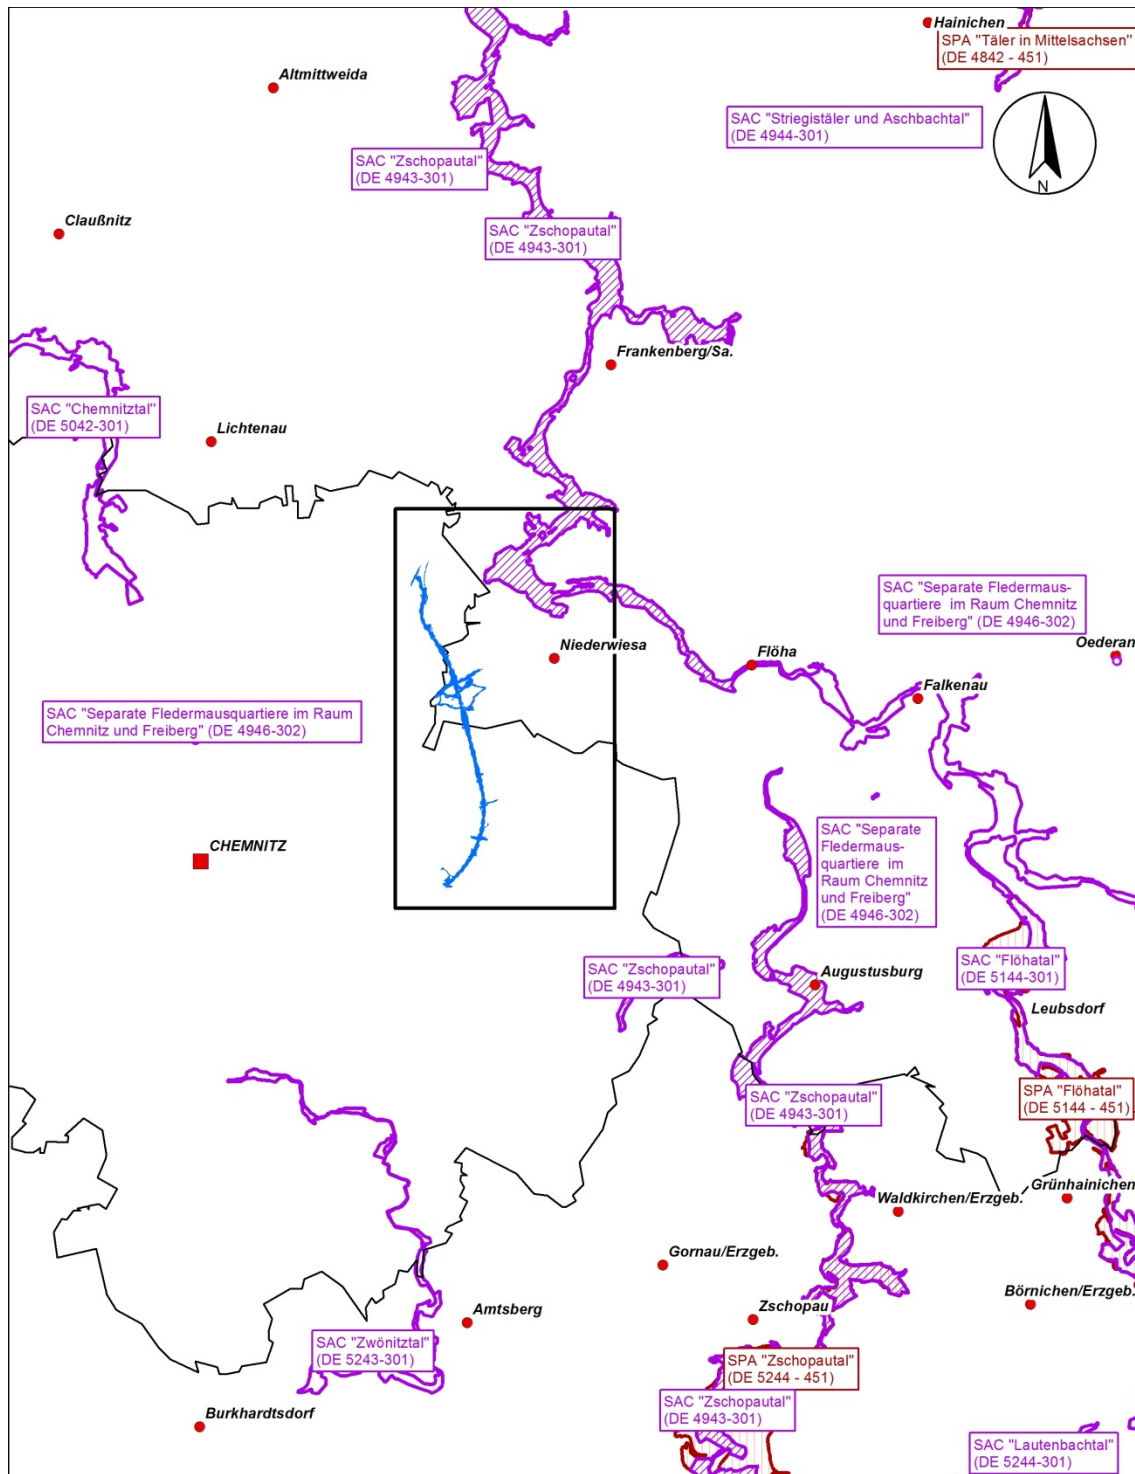 Hainichen
SPA "Täler in Mittelsachsen"
(DE 4842 - 451)
Altmittweida
SAC "Striegistäler und Aschbachtal"
(DE 4944-301)
N
SAC "Zschopautal"
(DE 4943-301)
Claußnitz
SAC "Zschopautal"
(DE 4943-301)
Frankenberg/Sa.
SAC "Chemnitztal"
(DE 5042-301)
Lichtenau
SAC "Separate Fledermaus-
quartiere im Raum Chemnitz
und Freiberg" (DE 4946-302)
Oederan
Niederwiesa
Flöha
Falkenau
SAC "Separate Fledermausquartiere im Raum
Chemnitz und Freiberg" (DE 4946-302)
CHEMNITZ
SAC "Separate
Fledermaus-
quartiere im
Raum Chemnitz
und Freiberg"
(DE 4946-302)
SAC "Zschopautal"
(DE 4943-301)
Augustusburg
SAC "Flöhatal"
(DE 5144-301)
Leubsdorf
SAC "Zschopautal"
(DE 4943-301)
SPA "Flöhatal"
(DE 5144 - 451)
Waldkirchen/Erzgeb.
Grünhainichen
Gornau/Erzgeb.
Zschopau
Börnichen/Erzgeb.
Amtsberg
SAC "Zwönitztal"
(DE 5243-301)
SPA "Zschopautal"
(DE 5244 - 451)
SAC "Zschopautal"
(DE 4943-301)
Burkhardtsdorf
SAC "Lautenbachtal"
(DE 5244-301)